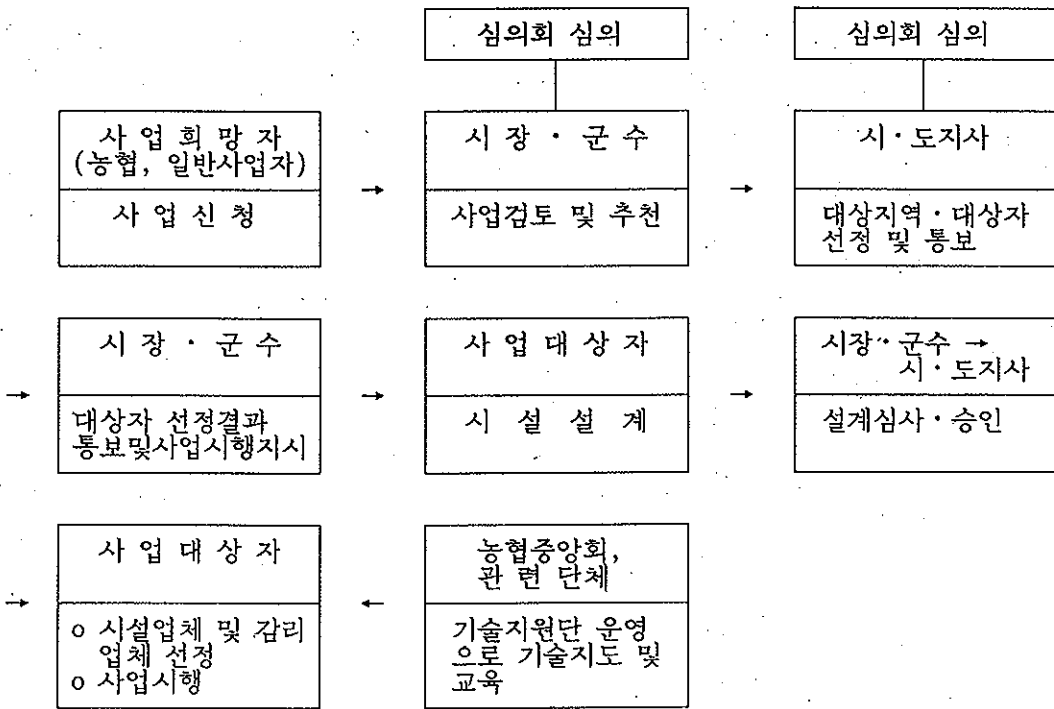 심의회 심의
심의회 심의
사 업 희 망 자
(농협, 일반사업자)
사 업 신 청
→
시 장 · 군 수
사업검토 및 추천
→
시 · 도지사
대상지역 · 대상자
선정 및 통보
→
시 장 · 군 수
대상자 선정결과
통보및사업시행지시
→
사 업 대 상 자
시 설 설 계
→
시장 · 군수 →
시 · 도지사
설계심사 · 승인
→
사 업 대 상 자
o 시설업체 및 감리
업체 선정
o 사업시행
←
농협중앙회,
관 련 단체
기술지원단 운영
으로 기술지도 및
교육